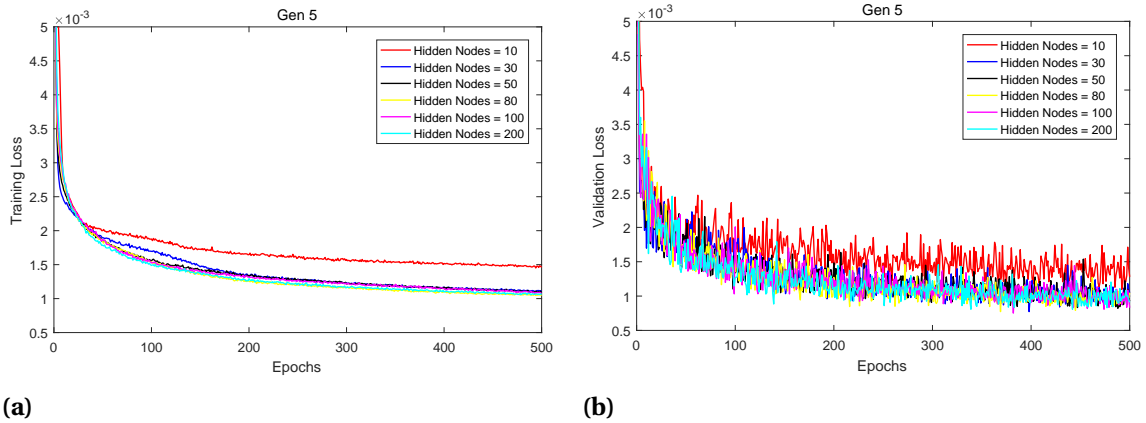 Gen 5
×10⁻³
5
4.5
4
3.5
3
2.5
2
1.5
1
0.5
Training Loss
0 100 200 300 400 500
Epochs
Hidden Nodes = 10
Hidden Nodes = 30
Hidden Nodes = 50
Hidden Nodes = 80
Hidden Nodes = 100
Hidden Nodes = 200
(a)
Gen 5
×10⁻³
5
4.5
4
3.5
3
2.5
2
1.5
1
0.5
Validation Loss
0 100 200 300 400 500
Epochs
Hidden Nodes = 10
Hidden Nodes = 30
Hidden Nodes = 50
Hidden Nodes = 80
Hidden Nodes = 100
Hidden Nodes = 200
(b)